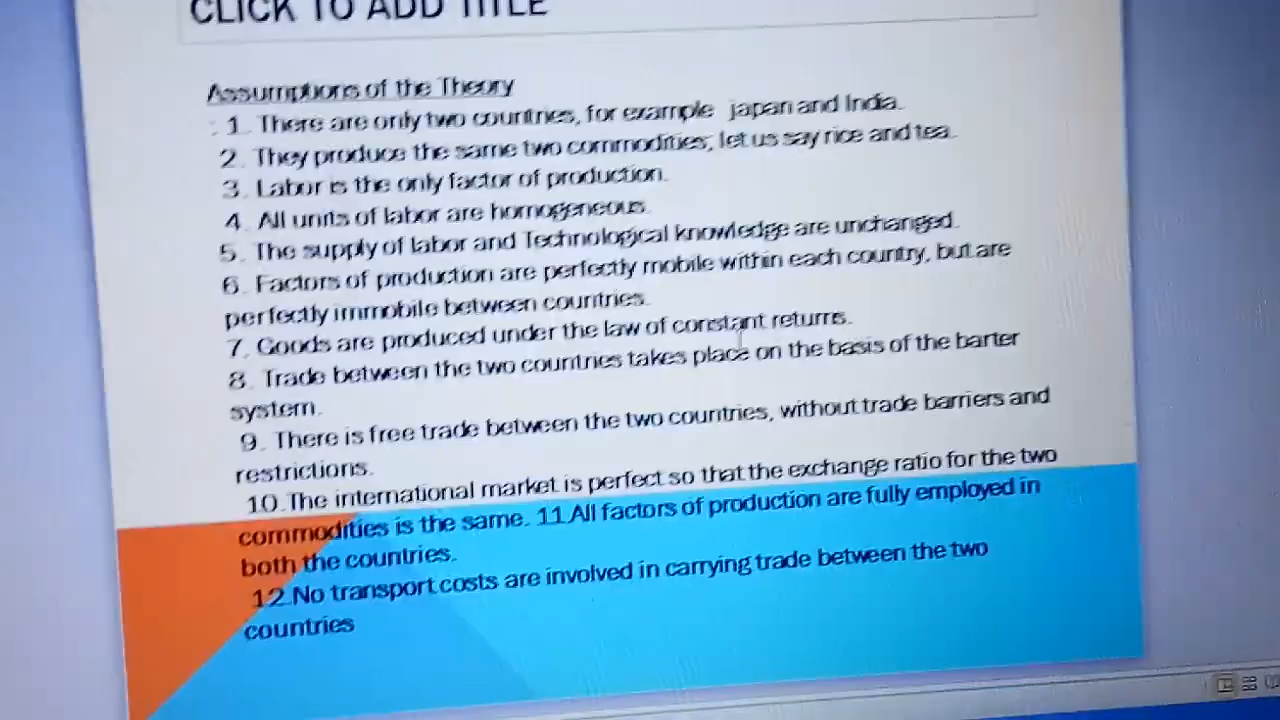 CLICK TO ADD TITLE
Assumptions of the Theory
: 1. There are only two countries, for example japan and India.
2. They produce the same two commodities; let us say rice and tea.
3. Labor is the only factor of production.
4. All units of labor are homogeneous.
5. The supply of labor and Technological knowledge are unchanged.
6. Factors of production are perfectly mobile within each country, but are
perfectly immobile between countries.
7. Goods are produced under the law of constant returns.
8. Trade between the two countries takes place on the basis of the barter
system.
9. There is free trade between the two countries, without trade barriers and
restrictions.
10.The international market is perfect so that the exchange ratio for the two
commodities is the same. 11.All factors of production are fully employed in
both the countries.
12.No transport costs are involved in carrying trade between the two
countries